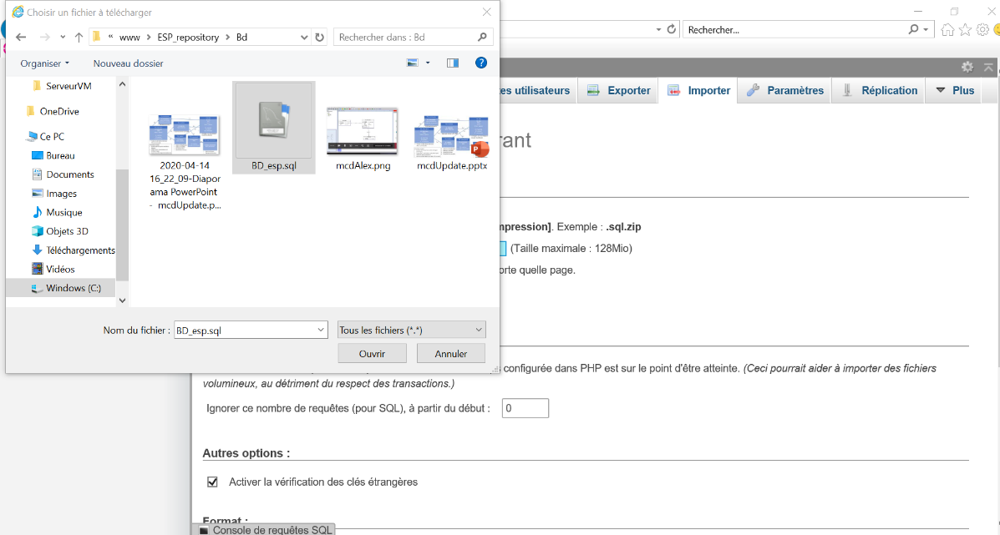 Choisir un fichier à télécharger
« www > ESP_repository > Bd
Rechercher dans : Bd
Organiser
Nouveau dossier
ServeurVM
OneDrive
Ce PC
Bureau
Documents
Images
Musique
Objets 3D
Téléchargements
Vidéos
Windows (C:)
2020-04-14
16_22_09-Diapor
ama PowerPoint
- mcdUpdate.p...
BD_esp.sql
mcdAlex.png
mcdUpdate.pptx
Nom du fichier :
BD_esp.sql
Tous les fichiers (*.*)
Ouvrir
Annuler
Rechercher...
es utilisateurs
Exporter
Importer
Paramètres
Réplication
Plus
rant
mpression]. Exemple : .sql.zip
(Taille maximale : 128Mio)
orte quelle page.
configurée dans PHP est sur le point d'être atteinte. (Ceci pourrait aider à importer des fichiers
volumineux, au détriment du respect des transactions.)
Ignorer ce nombre de requêtes (pour SQL), à partir du début : 0
Autres options :
Activer la vérification des clés étrangères
Format :
Console de requêtes SQL